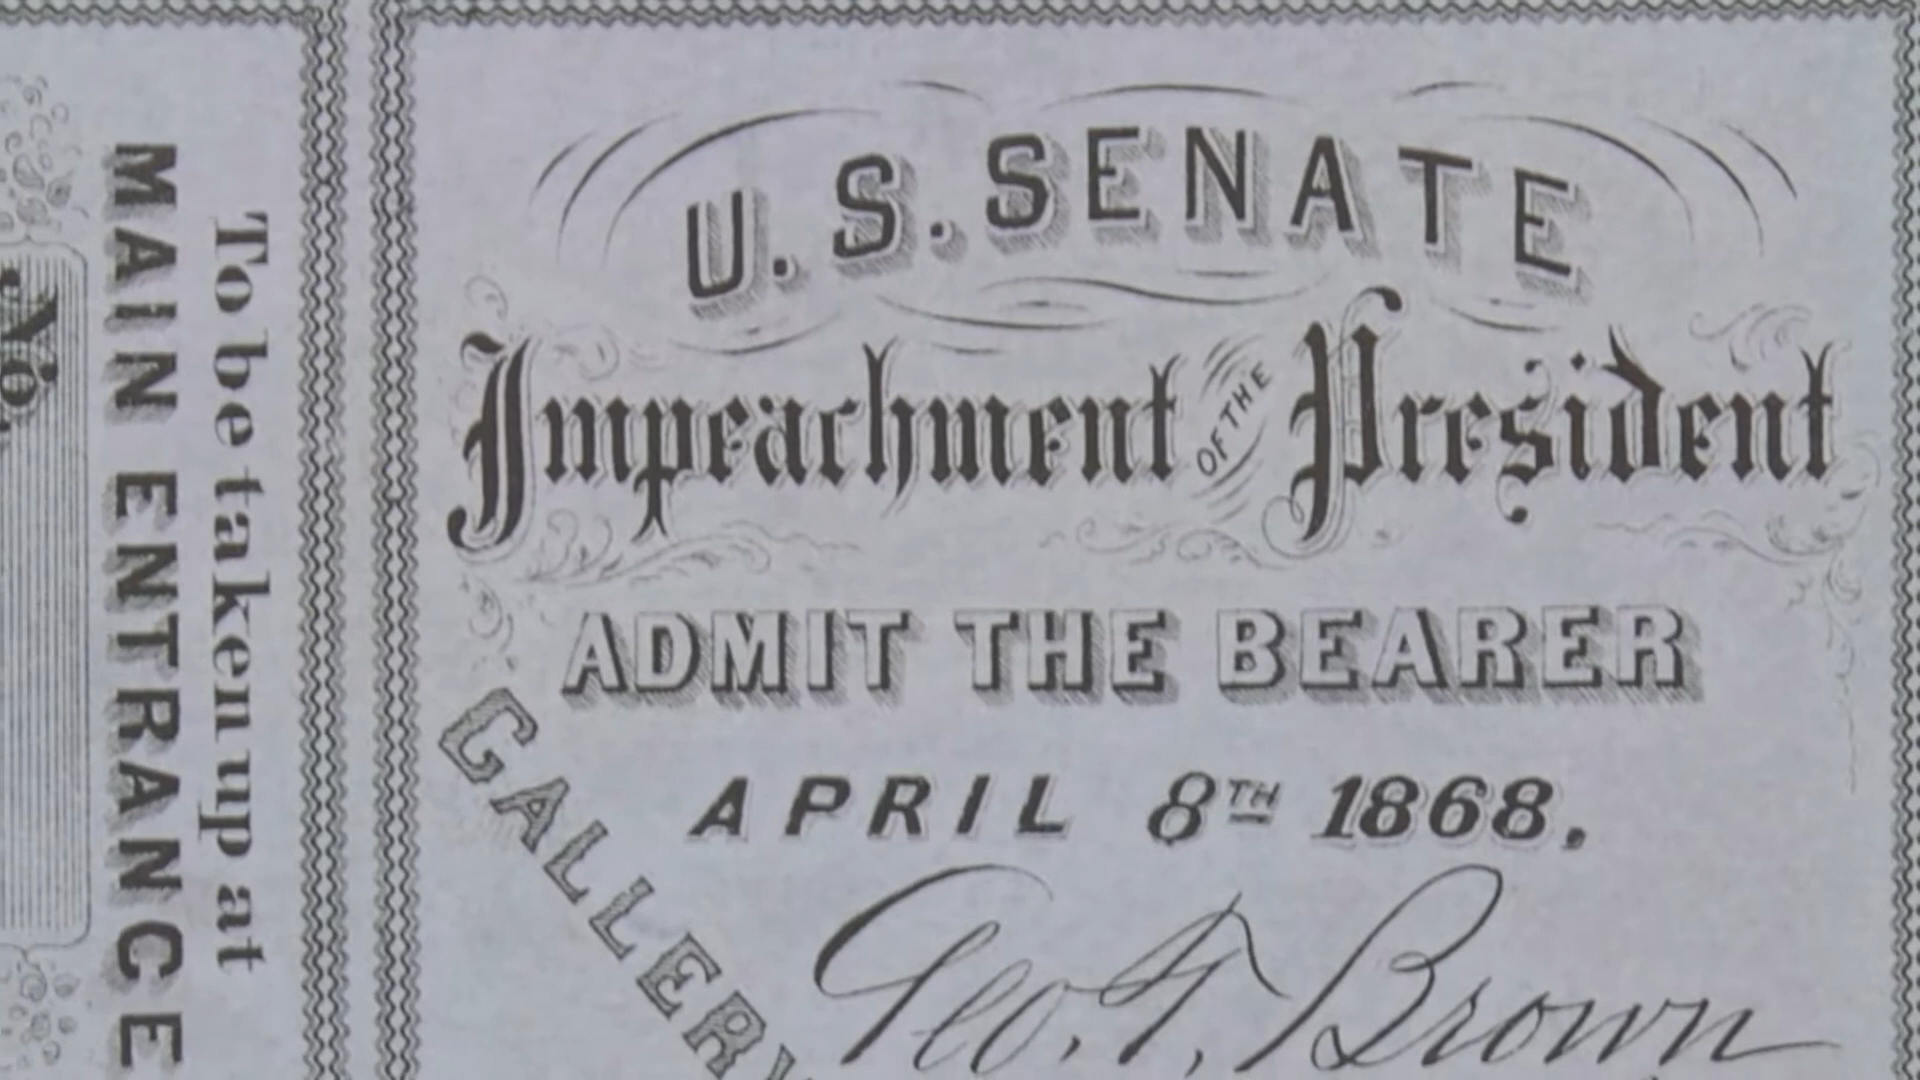 No.
MAIN ENTRANCE
To be taken up at
U. S. SENATE
Impeachment OF THE President
ADMIT THE BEARER
GALLERY
APRIL 8TH 1868.
Geo. T. Brown